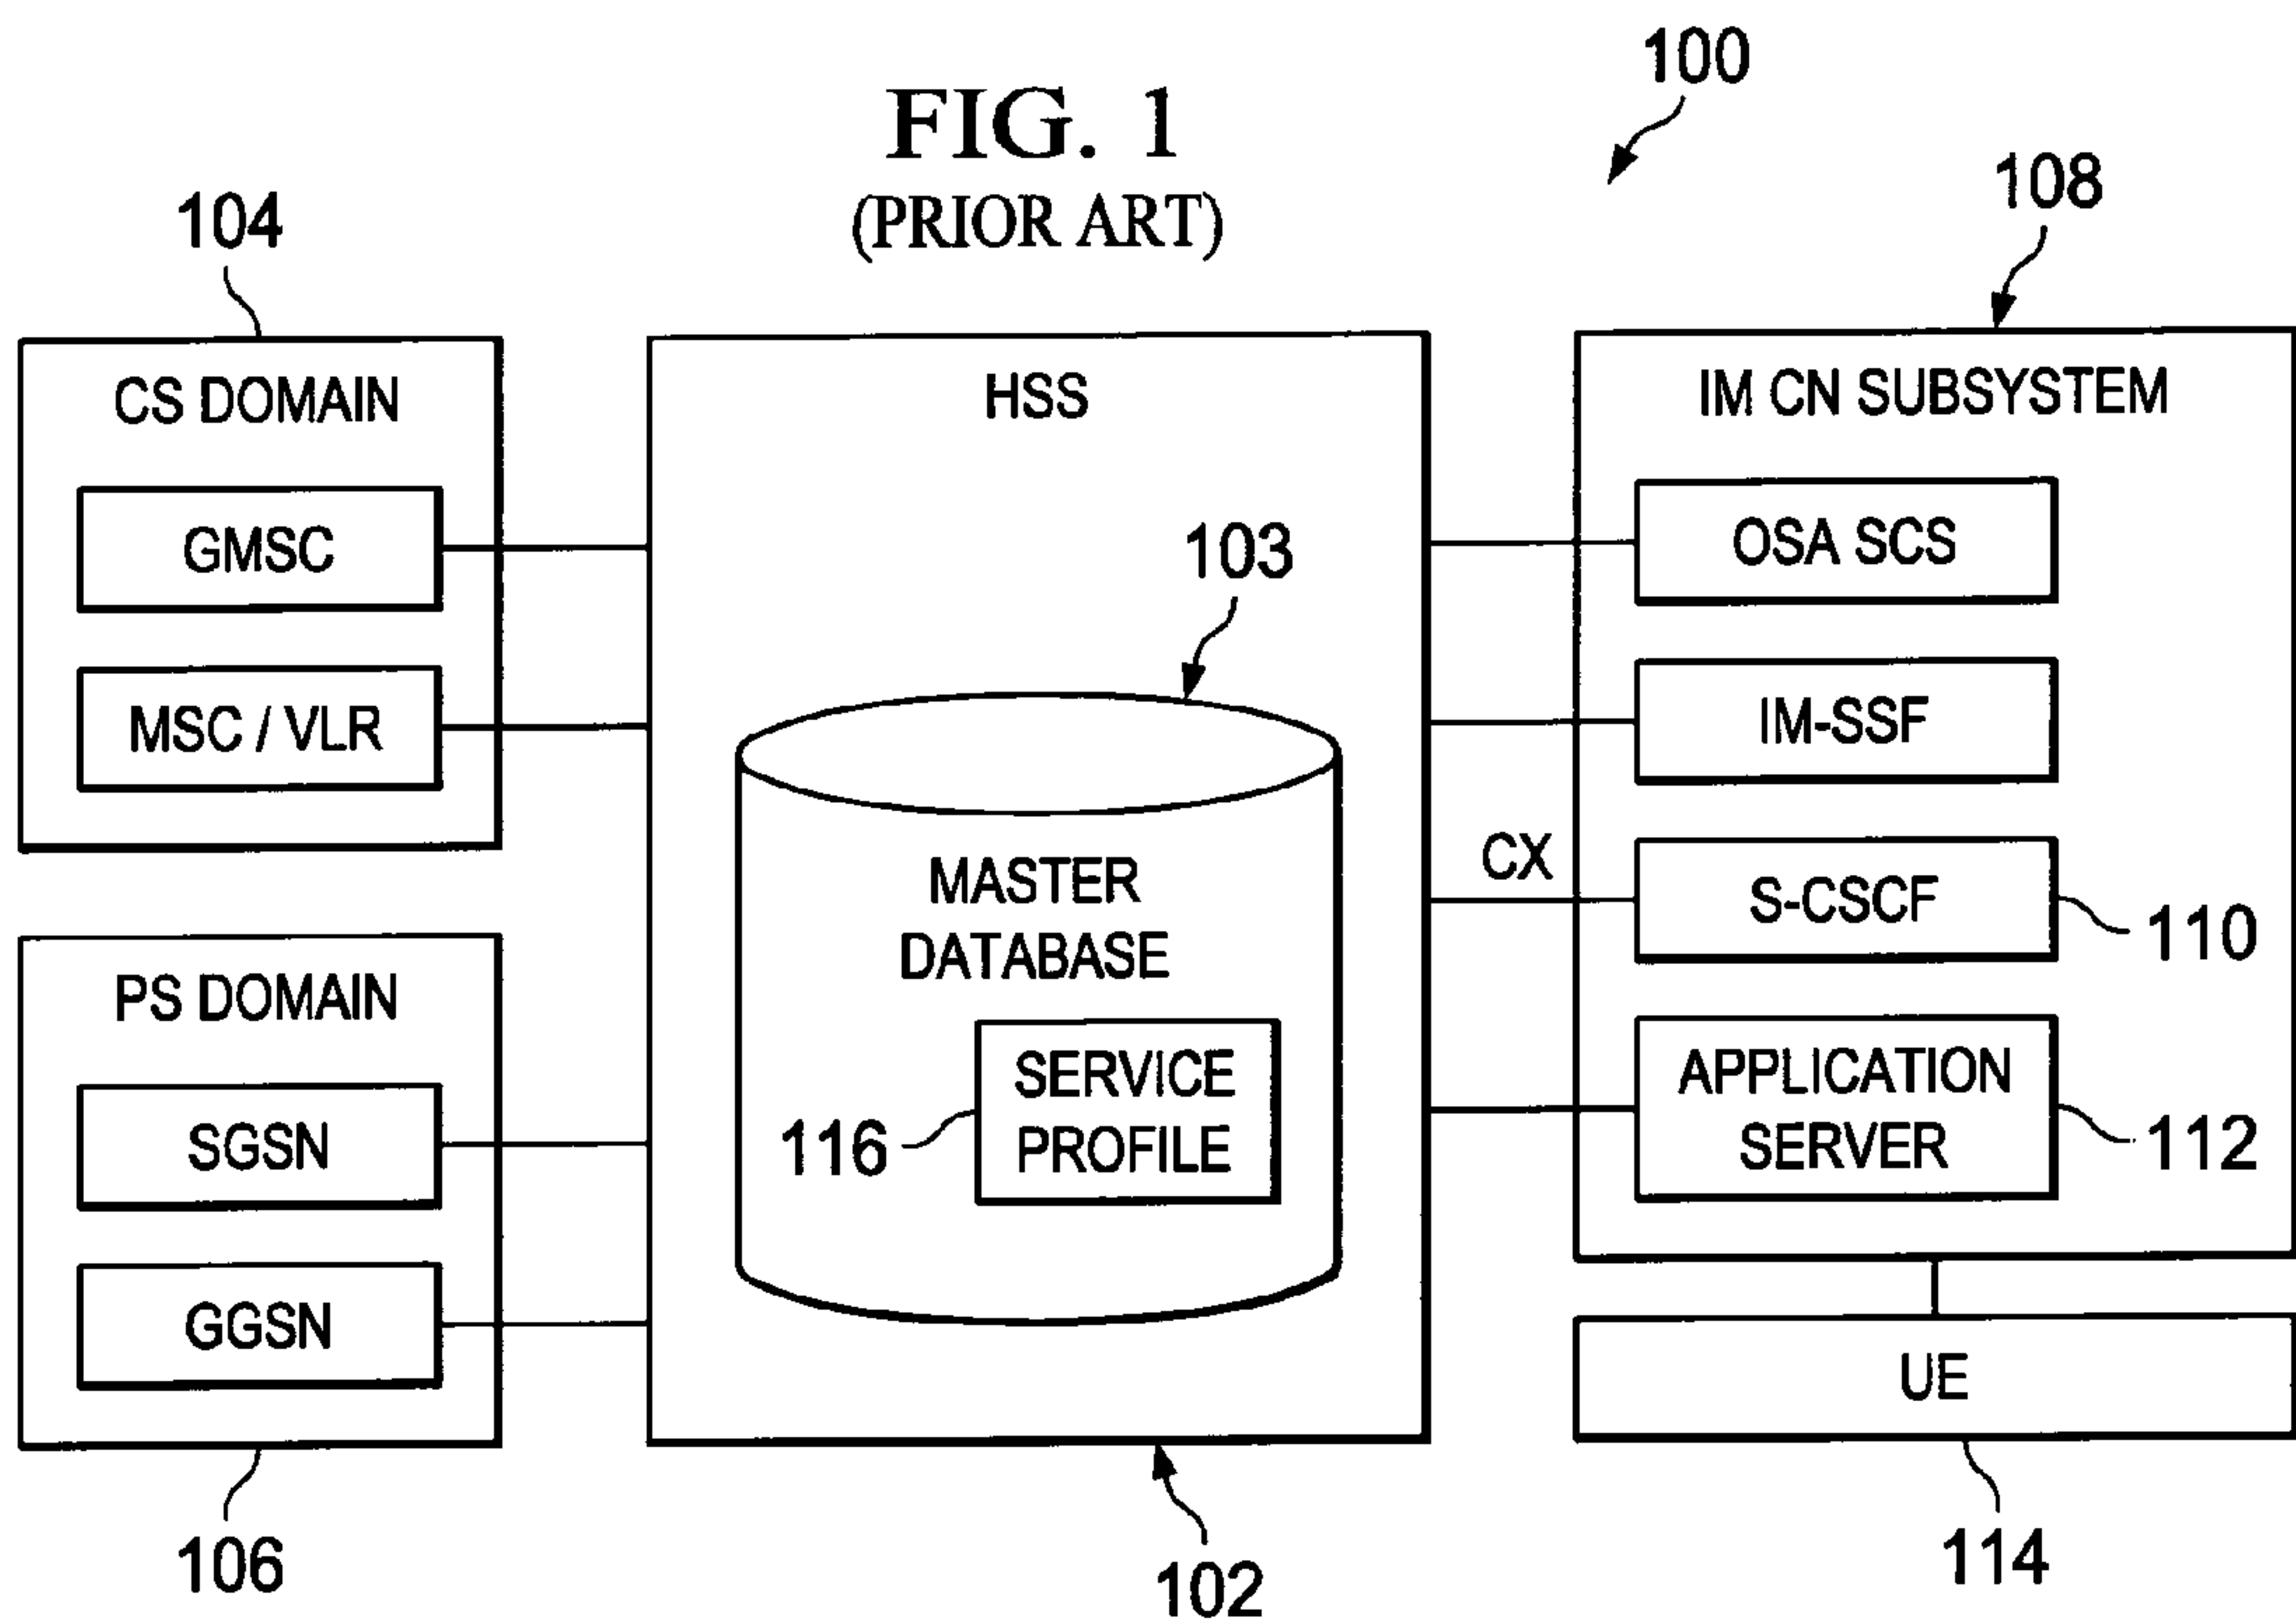 FIG. 1
(PRIOR ART)
100
104
CS DOMAIN
GMSC
MSC / VLR
PS DOMAIN
SGSN
GGSN
106
HSS
103
MASTER
DATABASE
SERVICE
PROFILE
116
102
CX
108
IM CN SUBSYSTEM
OSA SCS
IM-SSF
S-CSCF
110
APPLICATION
SERVER
112
UE
114